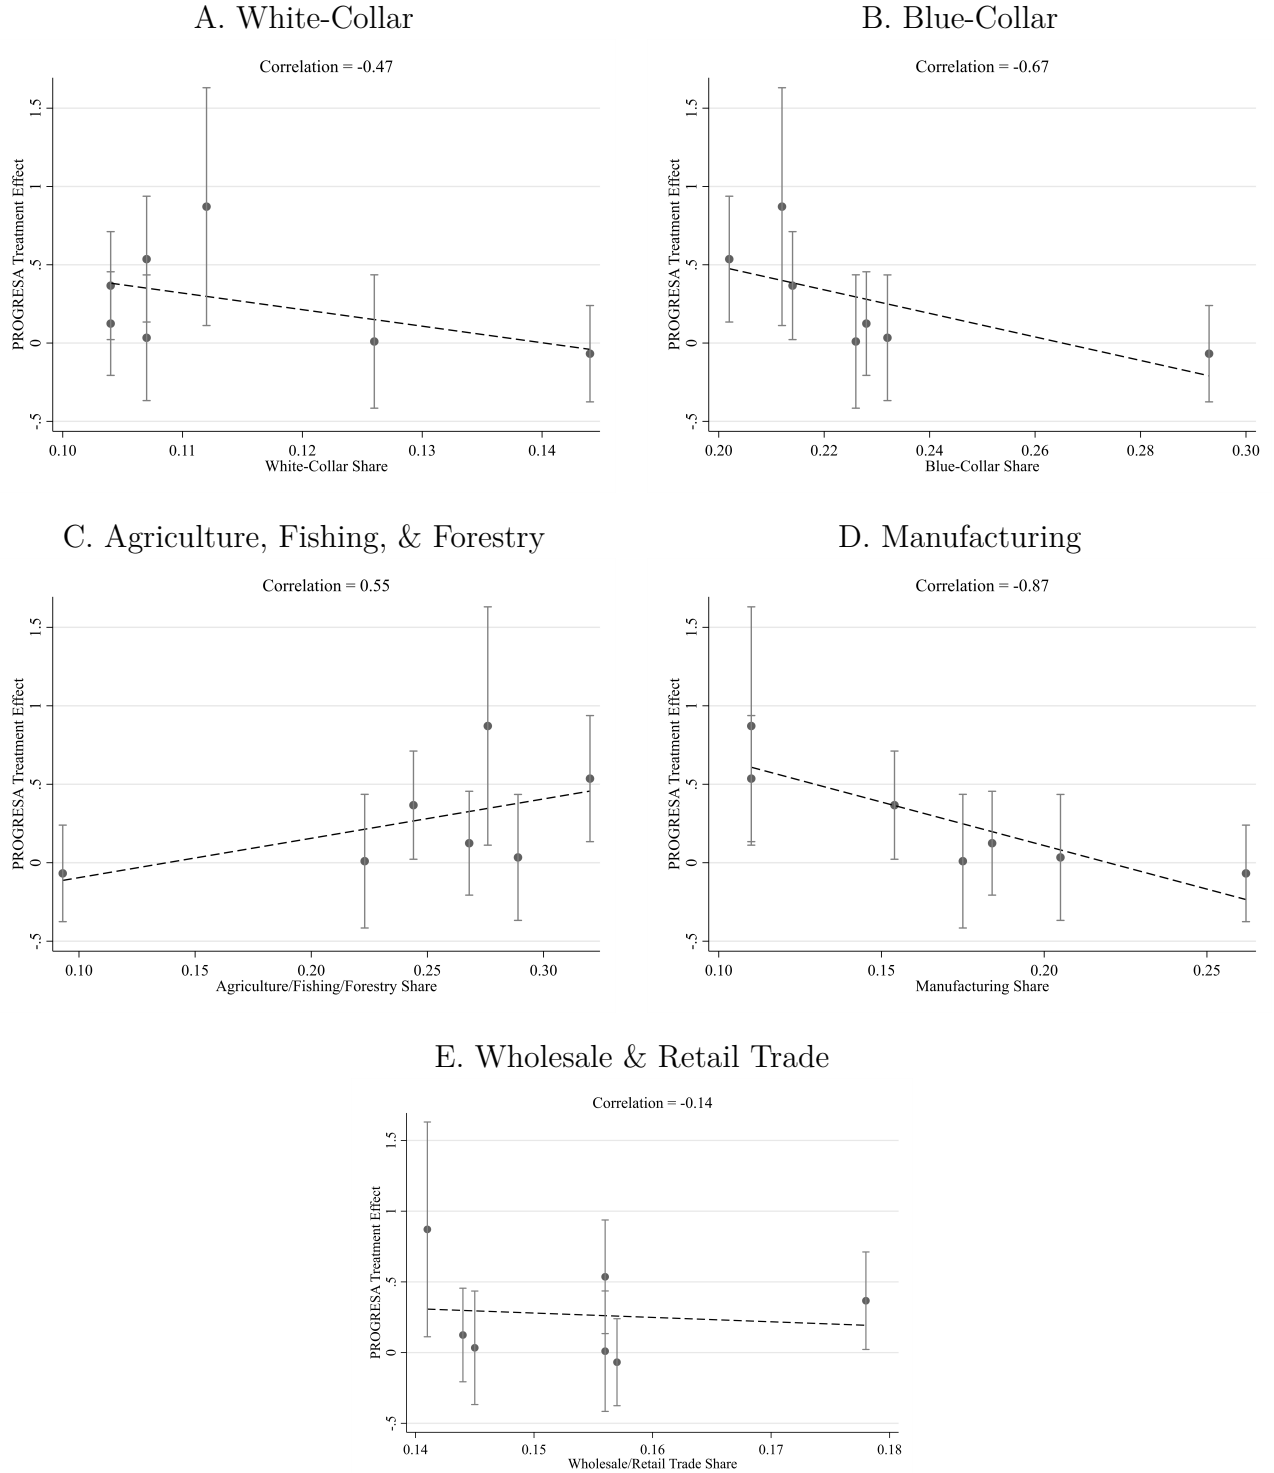 A. White-Collar
Correlation = -0.47
PROGRESA Treatment Effect
1.5
1
.5
0
-.5
0.10 0.11 0.12 0.13 0.14
White-Collar Share
B. Blue-Collar
Correlation = -0.67
PROGRESA Treatment Effect
1.5
1
.5
0
-.5
0.20 0.22 0.24 0.26 0.28 0.30
Blue-Collar Share
C. Agriculture, Fishing, & Forestry
Correlation = 0.55
PROGRESA Treatment Effect
1.5
1
.5
0
-.5
0.10 0.15 0.20 0.25 0.30
Agriculture/Fishing/Forestry Share
D. Manufacturing
Correlation = -0.87
PROGRESA Treatment Effect
1.5
1
.5
0
-.5
0.10 0.15 0.20 0.25
Manufacturing Share
E. Wholesale & Retail Trade
Correlation = -0.14
PROGRESA Treatment Effect
1.5
1
.5
0
-.5
0.14 0.15 0.16 0.17 0.18
Wholesale/Retail Trade Share